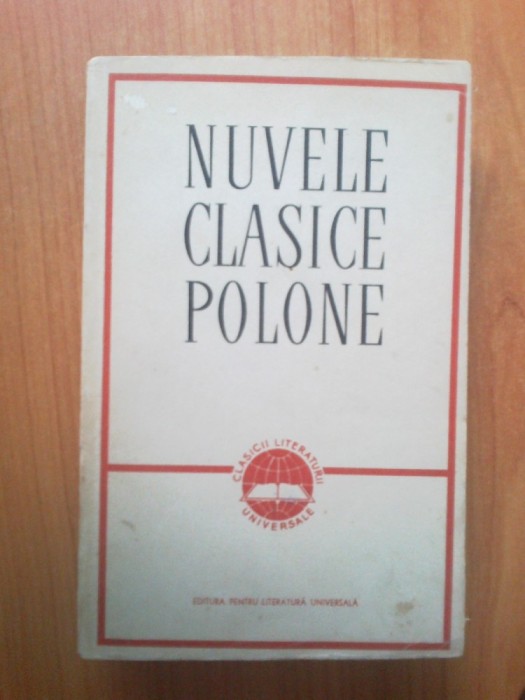 NUVELE
CLASICE
POLONE
CLASICII LITERATURII
UNIVERSALE
EDITURA PENTRU LITERATURĂ UNIVERSALĂ